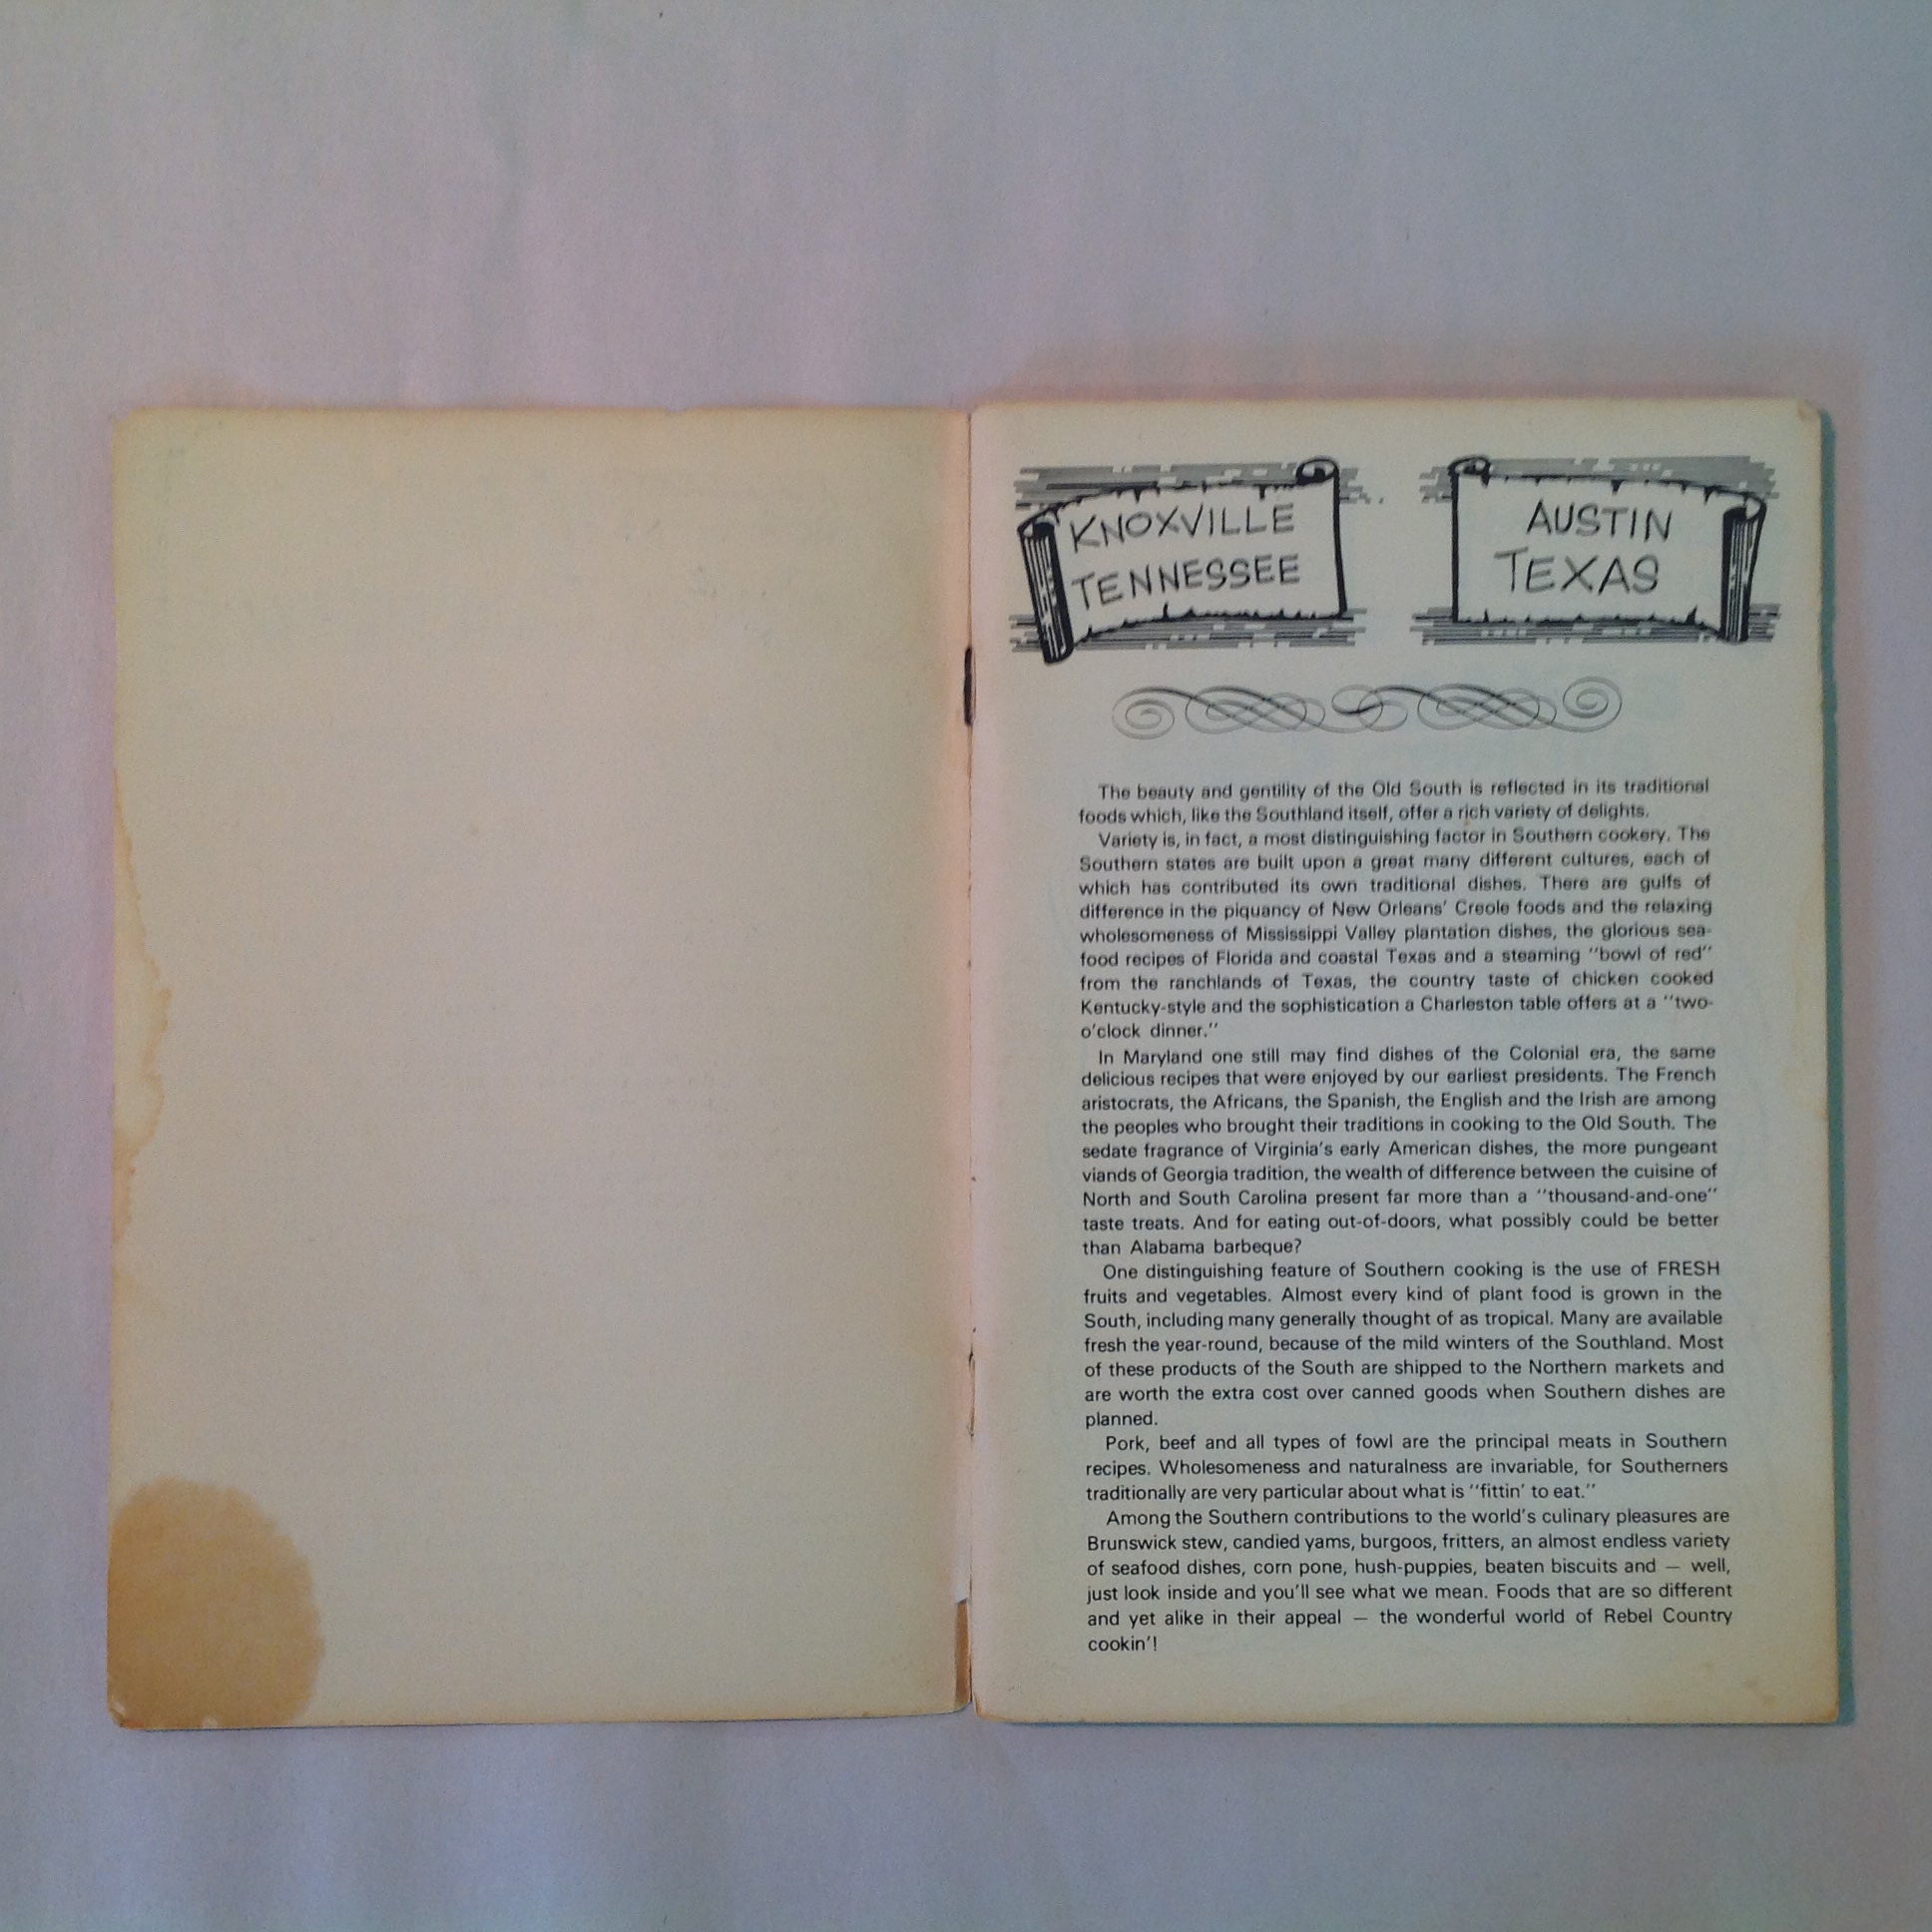 KNOXVILLE
TENNESSEE
AUSTIN
TEXAS
The beauty and gentility of the Old South is reflected in its traditional
foods which, like the Southland itself, offer a rich variety of delights.
Variety is, in fact, a most distinguishing factor in Southern cookery. The
Southern states are built upon a great many different cultures, each of
which has contributed its own traditional dishes. There are gulfs of
difference in the piquancy of New Orleans' Creole foods and the relaxing
wholesomeness of Mississippi Valley plantation dishes, the glorious sea-
food recipes of Florida and coastal Texas and a steaming "bowl of red"
from the ranchlands of Texas, the country taste of chicken cooked
Kentucky-style and the sophistication a Charleston table offers at a "two-
o'clock dinner."
In Maryland one still may find dishes of the Colonial era, the same
delicious recipes that were enjoyed by our earliest presidents. The French
aristocrats, the Africans, the Spanish, the English and the Irish are among
the peoples who brought their traditions in cooking to the Old South. The
sedate fragrance of Virginia's early American dishes, the more pungeant
viands of Georgia tradition, the wealth of difference between the cuisine of
North and South Carolina present far more than a "thousand-and-one"
taste treats. And for eating out-of-doors, what possibly could be better
than Alabama barbeque?
One distinguishing feature of Southern cooking is the use of FRESH
fruits and vegetables. Almost every kind of plant food is grown in the
South, including many generally thought of as tropical. Many are available
fresh the year-round, because of the mild winters of the Southland. Most
of these products of the South are shipped to the Northern markets and
are worth the extra cost over canned goods when Southern dishes are
planned.
Pork, beef and all types of fowl are the principal meats in Southern
recipes. Wholesomeness and naturalness are invariable, for Southerners
traditionally are very particular about what is "fittin' to eat."
Among the Southern contributions to the world's culinary pleasures are
Brunswick stew, candied yams, burgoos, fritters, an almost endless variety
of seafood dishes, corn pone, hush-puppies, beaten biscuits and — well,
just look inside and you'll see what we mean. Foods that are so different
and yet alike in their appeal — the wonderful world of Rebel Country
cookin'!